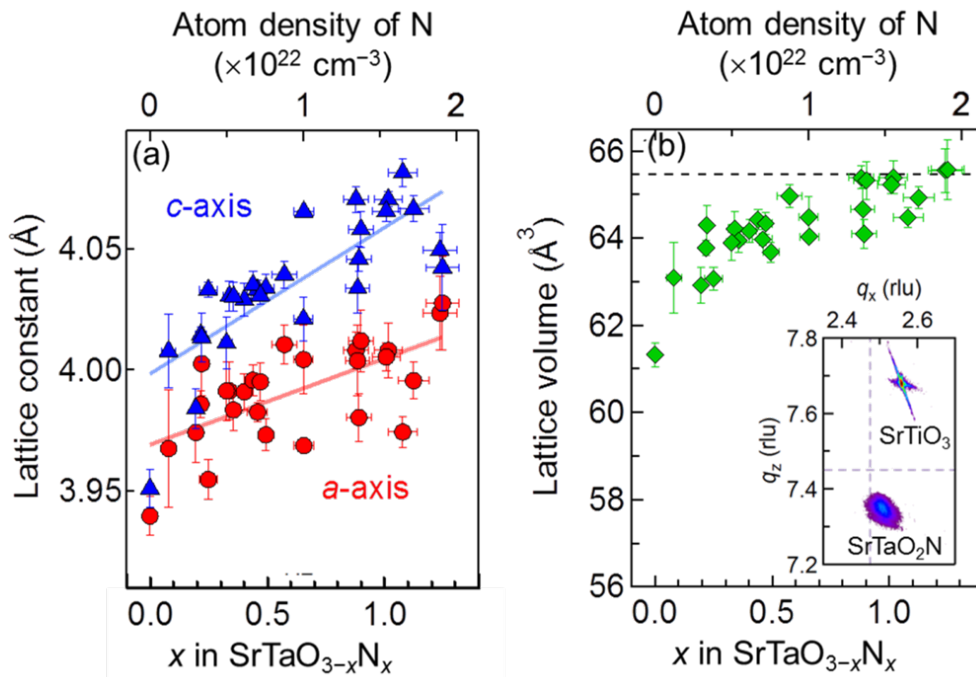 Atom density of N
(×10²² cm⁻³)
0 1 2
(a)
c-axis
a-axis
Lattice constant (Å)
4.05
4.00
3.95
0.0 0.5 1.0
x in SrTaO₃₋ₓNₓ
Atom density of N
(×10²² cm⁻³)
0 1 2
(b)
Lattice volume (Å³)
66
64
62
60
58
56
qₓ (rlu)
2.4 2.6
7.8
7.6
7.4
7.2
q_z (rlu)
SrTiO₃
SrTaO₂N
0.0 0.5 1.0
x in SrTaO₃₋ₓNₓ